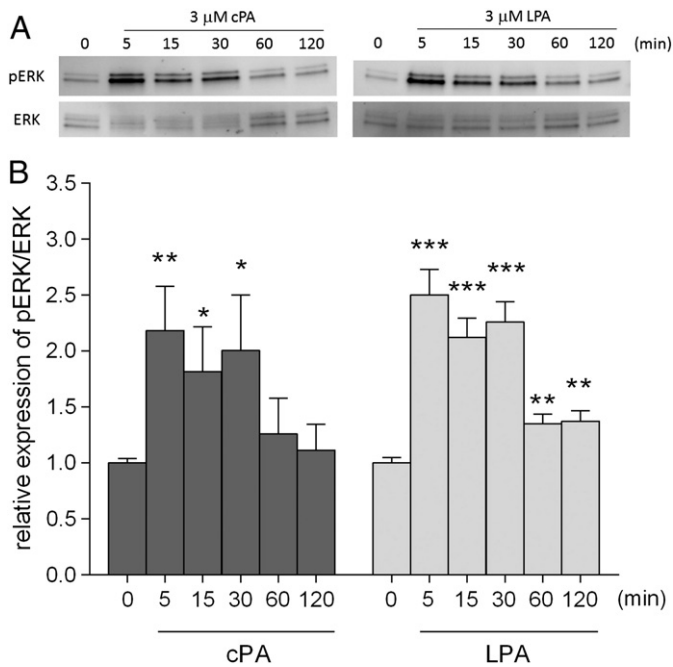 A
3 μM cPA
3 μM LPA
0 5 15 30 60 120
0 5 15 30 60 120 (min)
pERK
ERK
B
relative expression of pERK/ERK
3.5
3.0
2.5
2.0
1.5
1.0
0.5
0.0
** * *
*** *** *** ** **
0 5 15 30 60 120
0 5 15 30 60 120 (min)
cPA
LPA